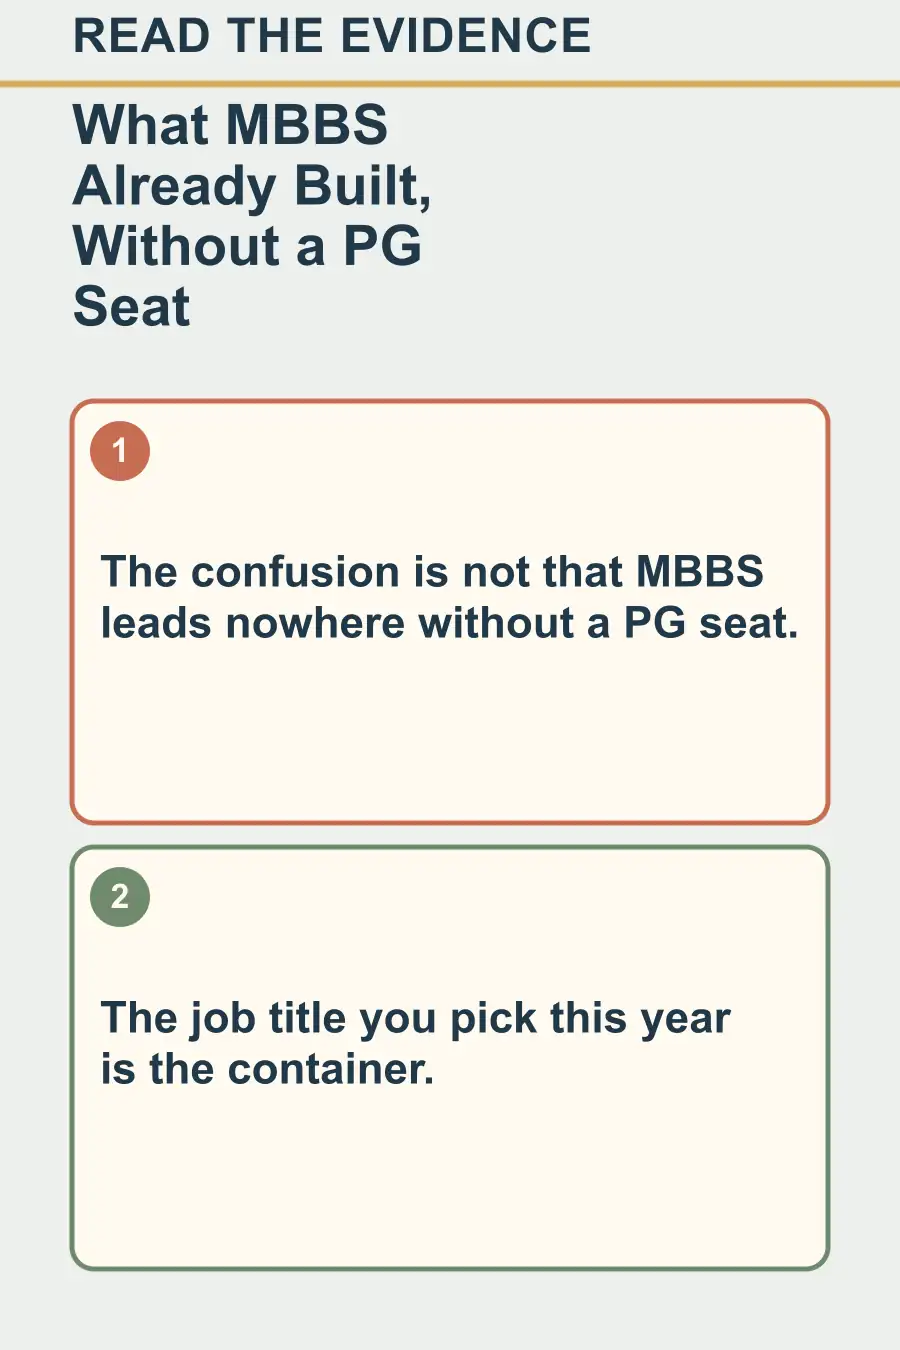 READ THE EVIDENCE
What MBBS
Already Built,
Without a PG
Seat
1
The confusion is not that MBBS
leads nowhere without a PG seat.
2
The job title you pick this year
is the container.